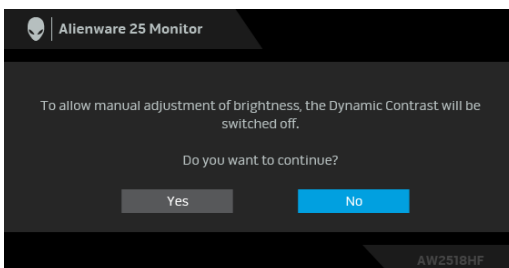 Alienware 25 Monitor
To allow manual adjustment of brightness, the Dynamic Contrast will be
switched off.
Do you want to continue?
Yes
No
AW2518HF